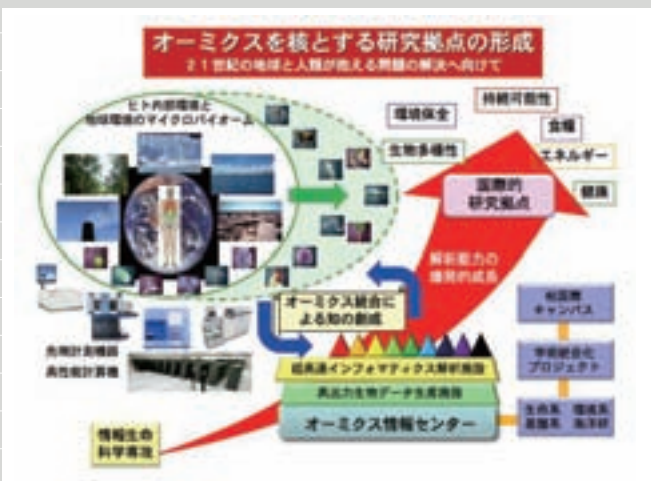 オーミクスを核とする研究拠点の形成
２１世紀の地球と人類が抱える問題の解決へ向けて
ヒト内部環境と
地球環境のマイクロバイオーム
環境保全
持続可能性
食糧
生物多様性
エネルギー
健康
国際的
研究拠点
解析能力の
爆発的成長
オーミクス統合に
よる知の創成
先端計測機器
高性能計算機
超高速インフォマティクス解析施設
高出力生物データ生産施設
オーミクス情報センター
情報生命
科学専攻
柏国際
キャンパス
学術統合化
プロジェクト
生命系 環境系
基盤系 海洋研